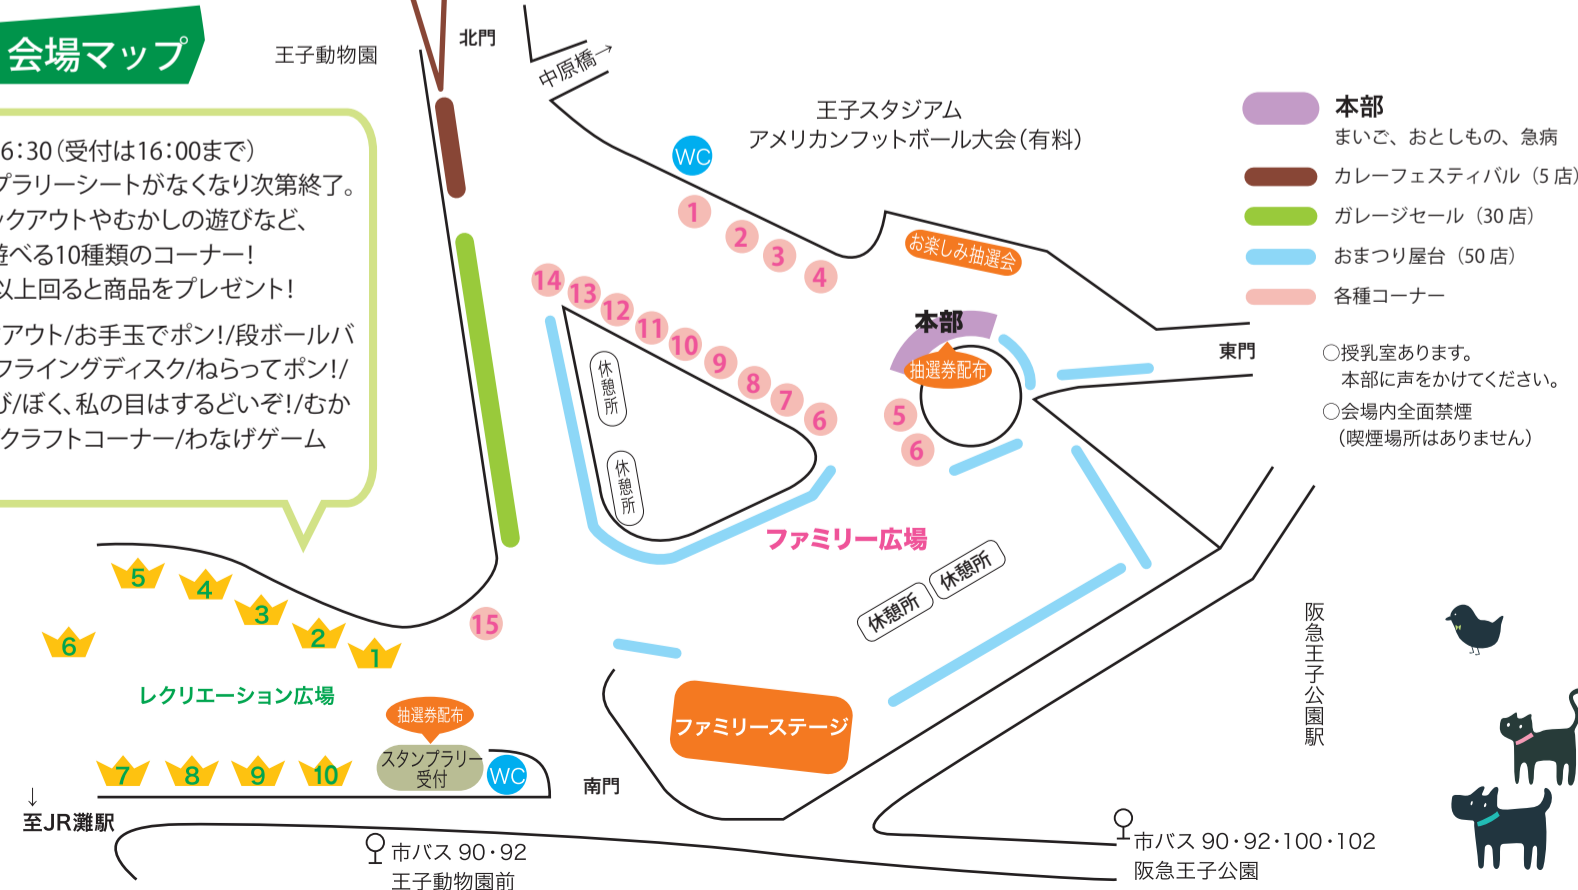 会場マップ
王子動物園
北門
中原橋→
王子スタジアム
アメリカンフットボール大会(有料)
WC
6:30(受付は16:00まで)
プラリーシートがなくなり次第終了。
ックアウトやむかしの遊びなど、
遊べる10種類のコーナー!
以上回ると商品をプレゼント!
アウト/お手玉でポン!/段ボールバ
フライングディスク/ねらってポン!/
び/ぼく、私の目はするどいぞ!/むか
クラフトコーナー/わなげゲーム
本部
まいご、おとしもの、急病
カレーフェスティバル(5店)
ガレージセール(30店)
おまつり屋台(50店)
各種コーナー
○授乳室あります。
本部に声をかけてください。
○会場内全面禁煙
(喫煙場所はありません)
1
2
3
4
お楽しみ抽選会
14
13
12
11
10
9
8
7
6
本部
抽選券配布
5
6
東門
休憩所
休憩所
ファミリー広場
休憩所
休憩所
15
5
4
3
2
1
6
レクリエーション広場
抽選券配布
スタンプラリー
受付
WC
7
8
9
10
南門
ファミリーステージ
阪急王子公園駅
↓
至JR灘駅
市バス 90・92
王子動物園前
市バス 90・92・100・102
阪急王子公園